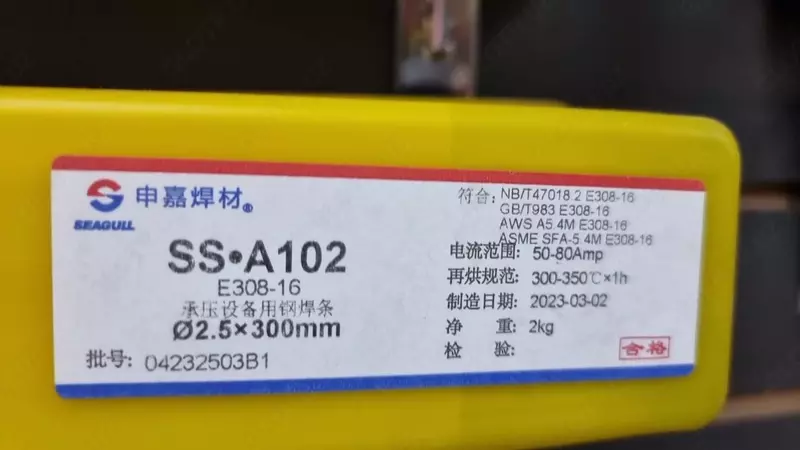 申嘉焊材®
SEAGULL
SS•A102
E308-16
承压设备用钢焊条
Ø2.5×300mm
批号: 04232503B1
符合: NB/T47018.2 E308-16
GB/T983 E308-16
AWS A5.4M E308-16
ASME SFA-5.4M E308-16
电流范围: 50-80Amp
再烘规范: 300-350℃×1h
制造日期: 2023-03-02
净 重: 2kg
检 验: 合格